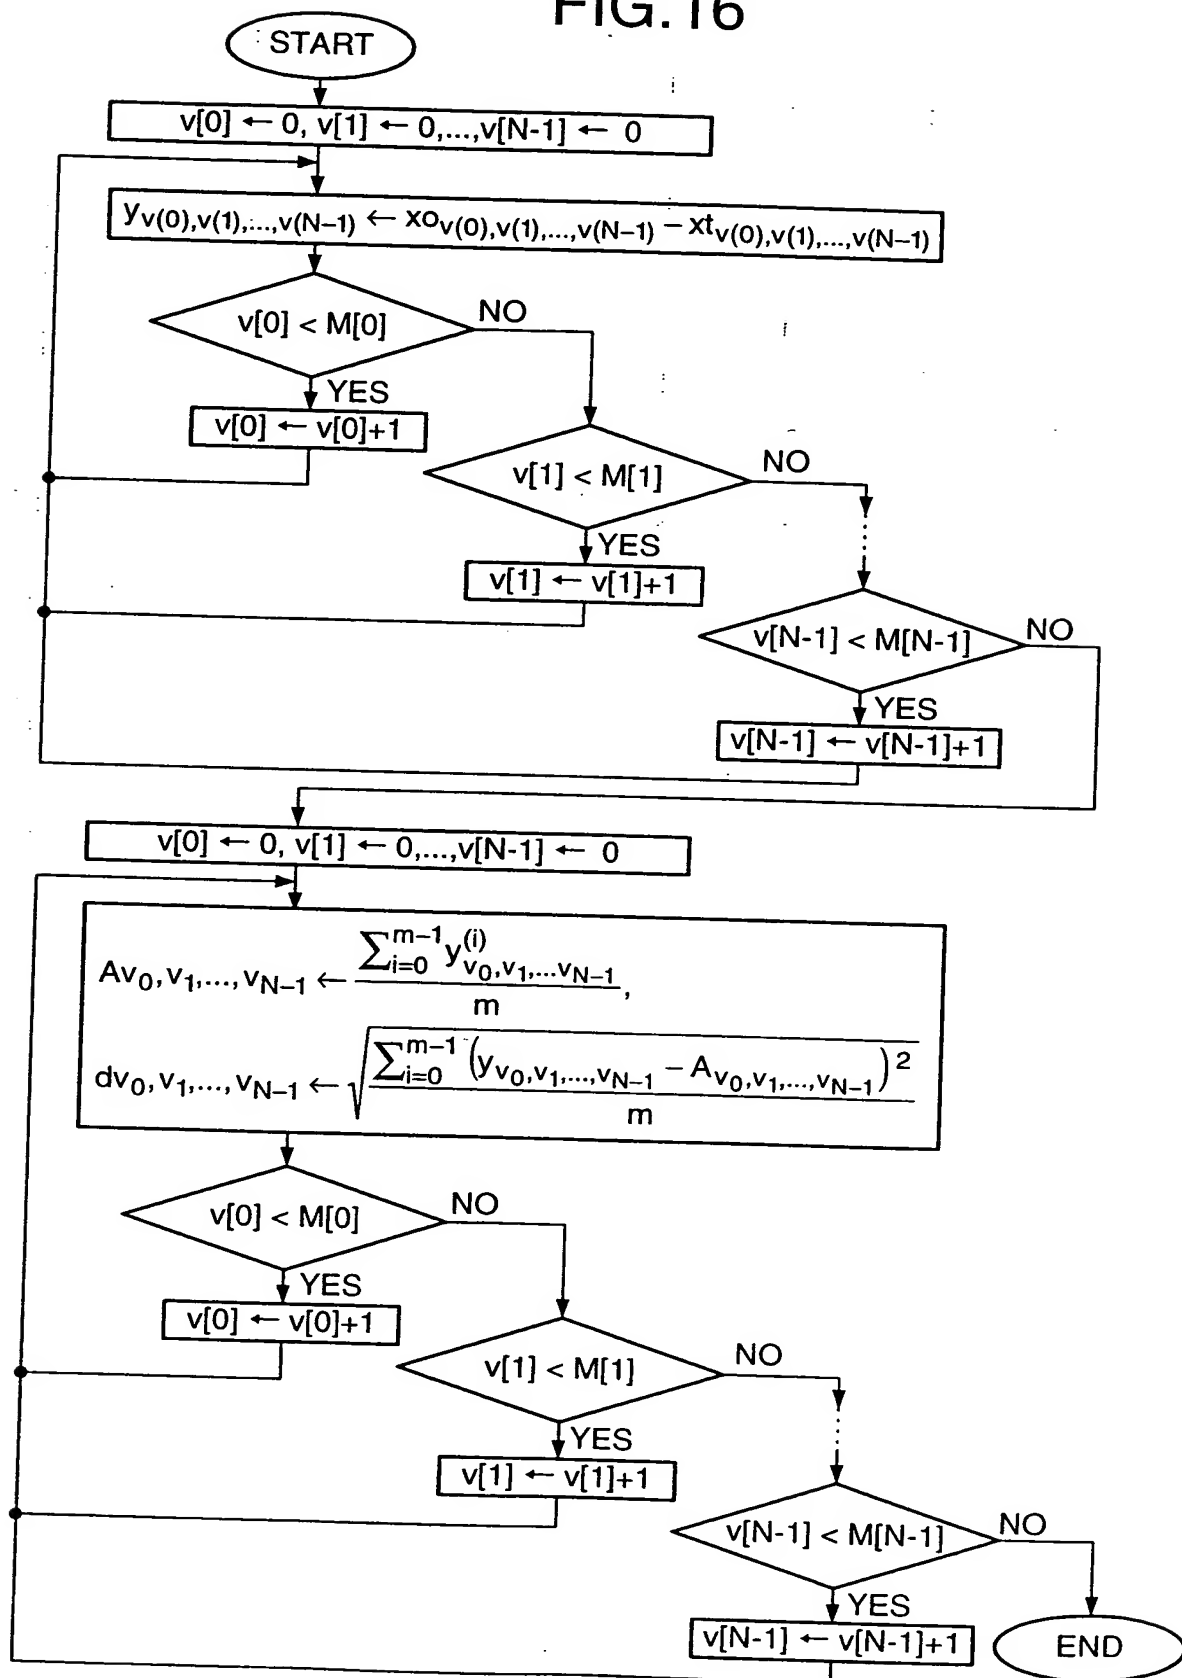 FIG. 16
START
v[0] ← 0, v[1] ← 0,...,v[N-1] ← 0
y_{v(0),v(1),...,v(N−1)} ← xo_{v(0),v(1),...,v(N−1)} − xt_{v(0),v(1),...,v(N−1)}
v[0] < M[0]
NO
YES
v[0] ← v[0]+1
v[1] < M[1]
NO
YES
v[1] ← v[1]+1
v[N-1] < M[N-1]
NO
YES
v[N-1] ← v[N-1]+1
v[0] ← 0, v[1] ← 0,...,v[N-1] ← 0
Av_0,v_1,...,v_{N−1} ← \frac{\sum_{i=0}^{m-1} y^{(i)}_{v_0,v_1,...v_{N−1}}}{m},
dv_0,v_1,...,v_{N−1} ← \sqrt{\frac{\sum_{i=0}^{m-1} (y_{v_0,v_1,...,v_{N−1}} − A_{v_0,v_1,...,v_{N−1}})^2}{m}}
v[0] < M[0]
NO
YES
v[0] ← v[0]+1
v[1] < M[1]
NO
YES
v[1] ← v[1]+1
v[N-1] < M[N-1]
NO
YES
v[N-1] ← v[N-1]+1
END